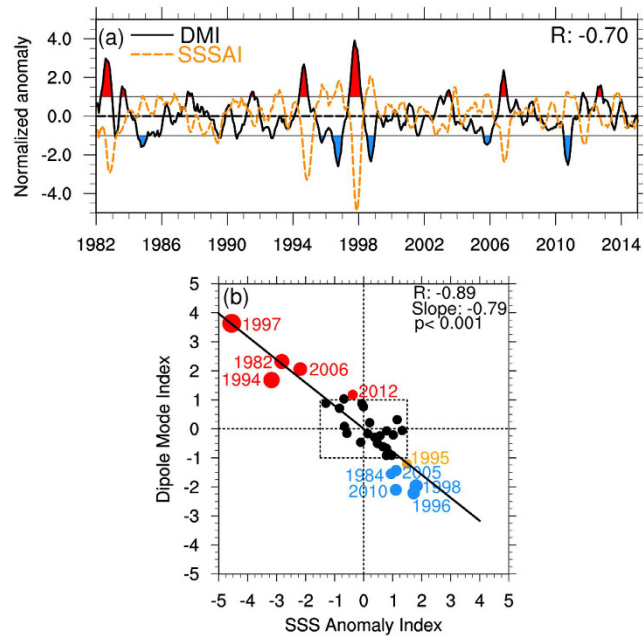 (a) DMI R: -0.70
SSSAI
Normalized anomaly
4.0
2.0
0.0
-2.0
-4.0
1982 1986 1990 1994 1998 2002 2006 2010 2014
(b) R: -0.89
Slope: -0.79
p< 0.001
Dipole Mode Index
5
4
3
2
1
0
-1
-2
-3
-4
-5
1997
1982 2006
1994
2012
1995
1984 2005
2010 1998
1996
-5 -4 -3 -2 -1 0 1 2 3 4 5
SSS Anomaly Index